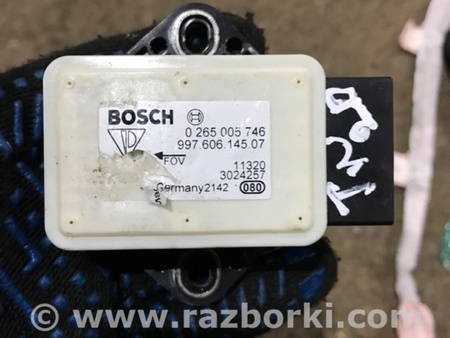 BOSCH
0 265 005 746
997.606.145.07
FOV
11320
3024257
Germany2142 080
www.razborki.com